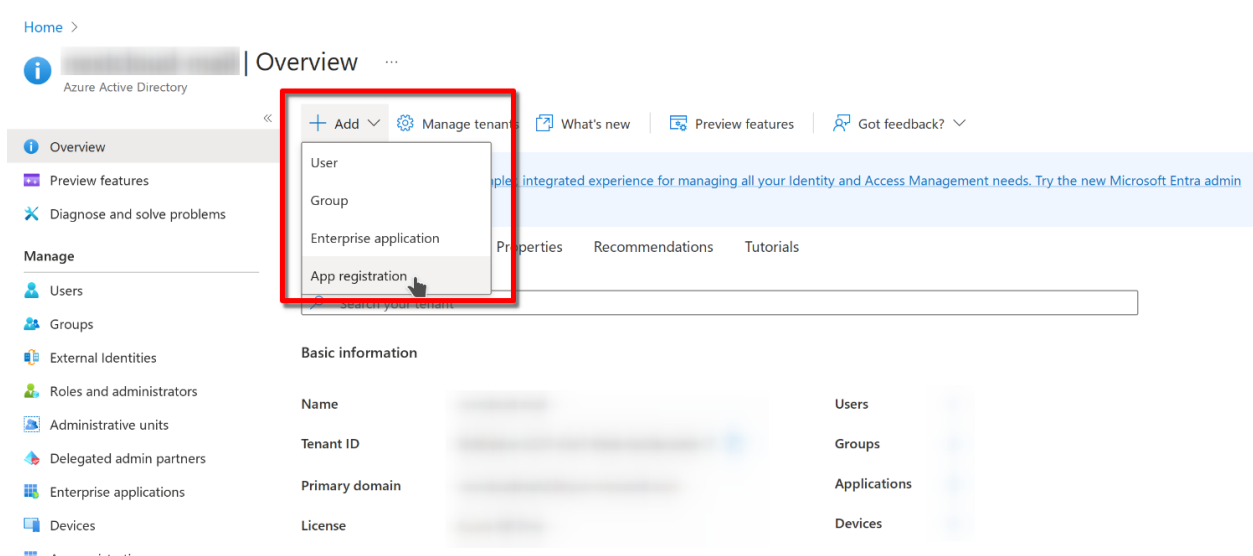 Home >
| Overview ...
Azure Active Directory
«
+ Add Manage tenants What's new Preview features Got feedback?
Overview
Preview features
Diagnose and solve problems
Manage
Users
Groups
External Identities
Roles and administrators
Administrative units
Delegated admin partners
Enterprise applications
Devices
User
Group
Enterprise application
App registration
integrated experience for managing all your Identity and Access Management needs. Try the new Microsoft Entra admin
Properties Recommendations Tutorials
Search your tenant
Basic information
Name
Users
Tenant ID
Groups
Primary domain
Applications
License
Devices